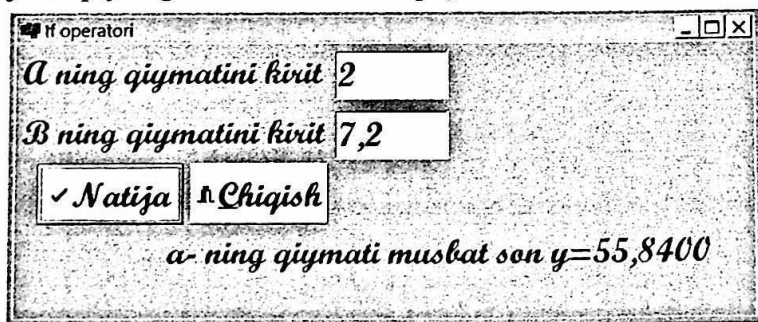 If operatori
A ning qiymatini kirit 2
B ning qiymatini kirit 7,2
Natija Chiqish
a- ning qiymati musbat son y=55,8400